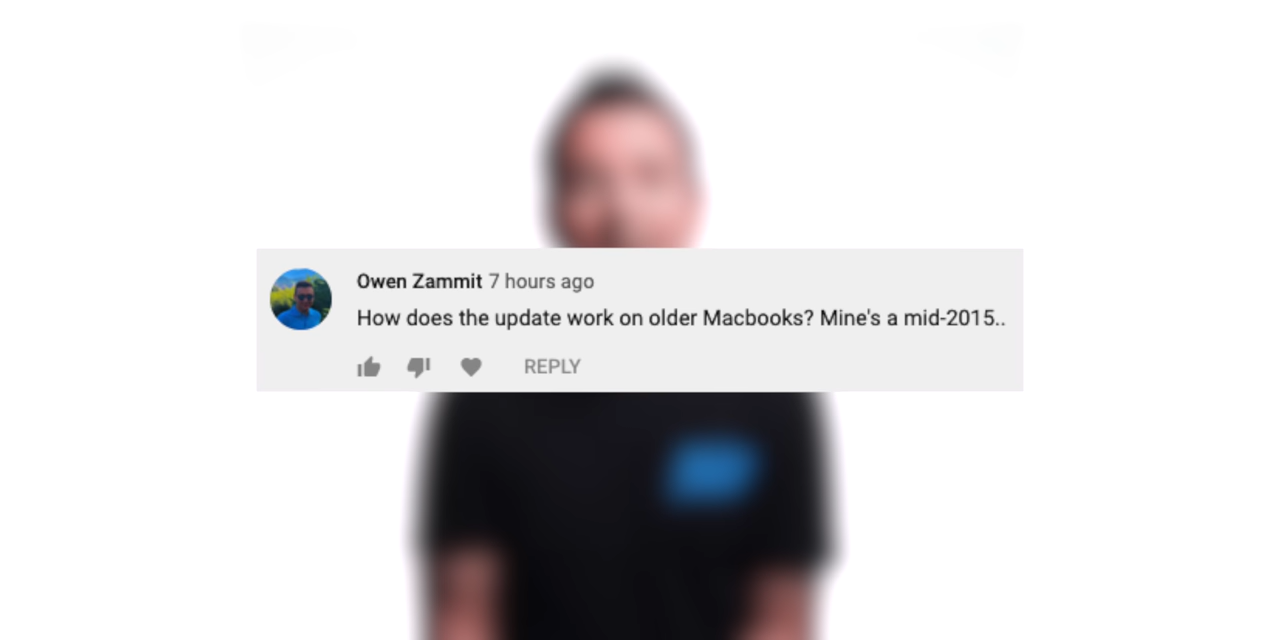 Owen Zammit 7 hours ago
How does the update work on older Macbooks? Mine's a mid-2015..
REPLY